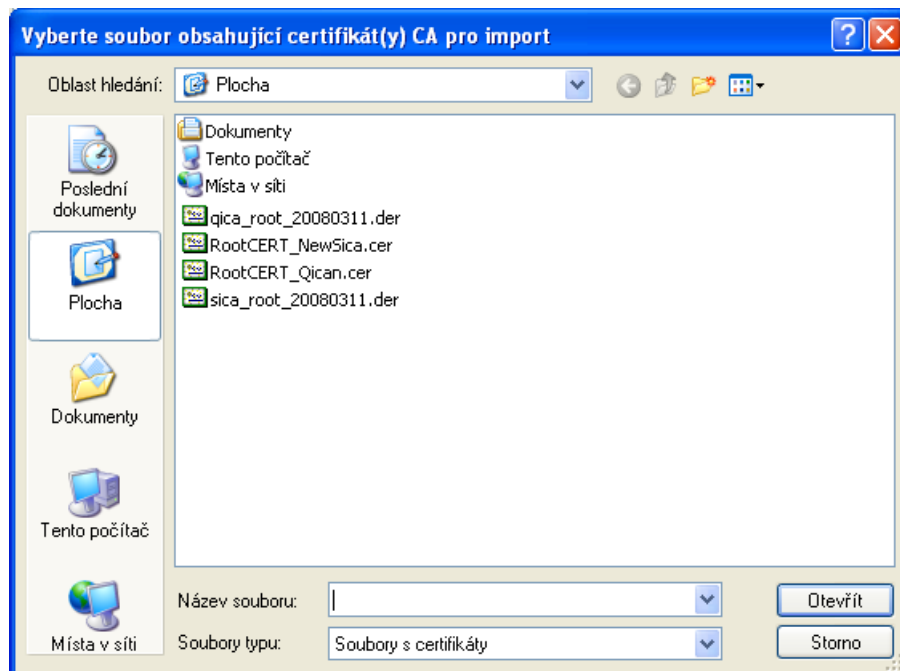 Vyberte soubor obsahující certifikát(y) CA pro import
Oblast hledání:
Plocha
Poslední
dokumenty
Plocha
Dokumenty
Tento počítač
Místa v síti
Dokumenty
Tento počítač
Místa v síti
qica_root_20080311.der
RootCERT_NewSica.cer
RootCERT_Qican.cer
sica_root_20080311.der
Název souboru:
Otevřít
Soubory typu:
Soubory s certifikáty
Storno